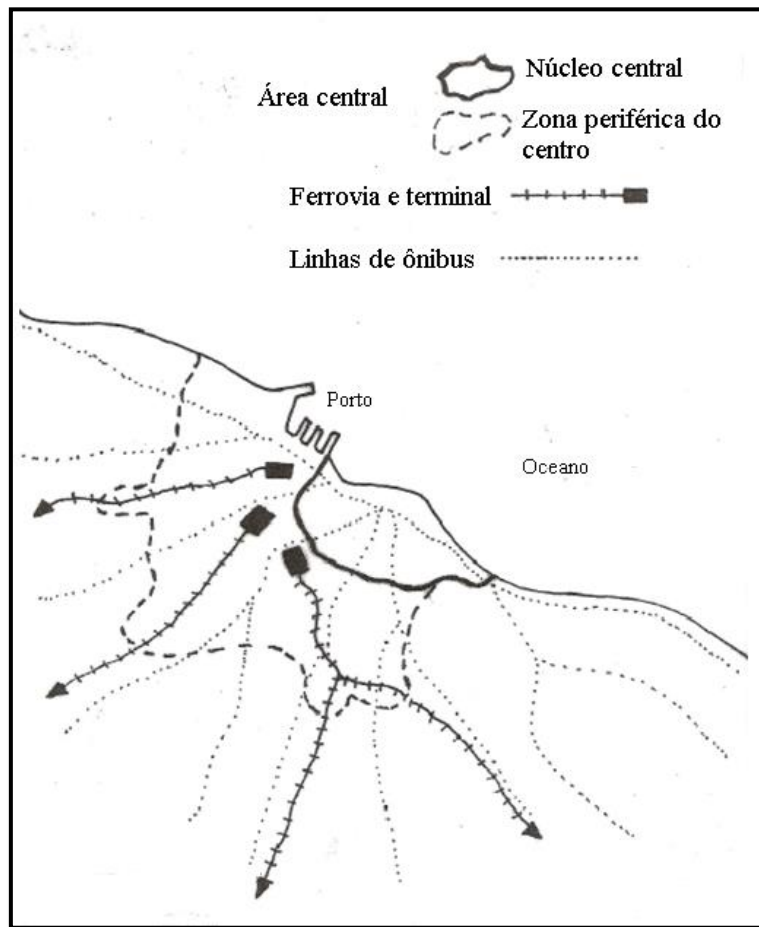 Área central
Núcleo central
Zona periférica do
centro
Ferrovia e terminal
Linhas de ônibus
Porto
Oceano